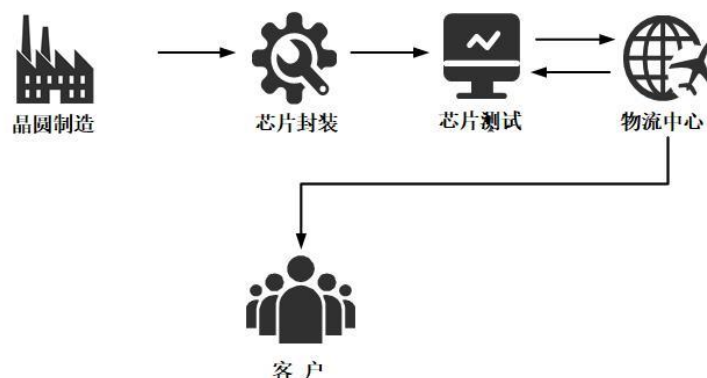 晶圆制造
芯片封装
芯片测试
物流中心
客 户